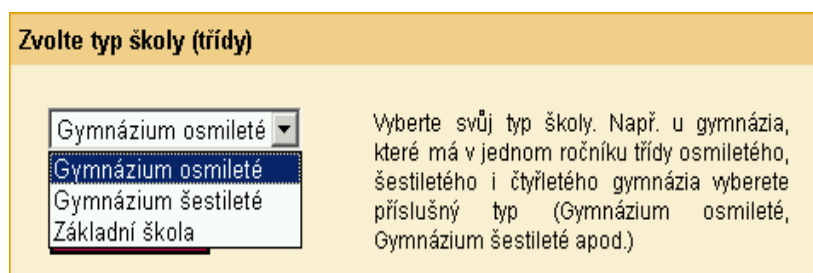 Zvolte typ školy (třídy)
Gymnázium osmileté
Gymnázium osmileté
Gymnázium šestileté
Základní škola
Vyberte svůj typ školy. Např. u gymnázia,
které má v jednom ročníku třídy osmiletého,
šestiletého i čtyřletého gymnázia vyberete
příslušný typ (Gymnázium osmileté,
Gymnázium šestileté apod.)